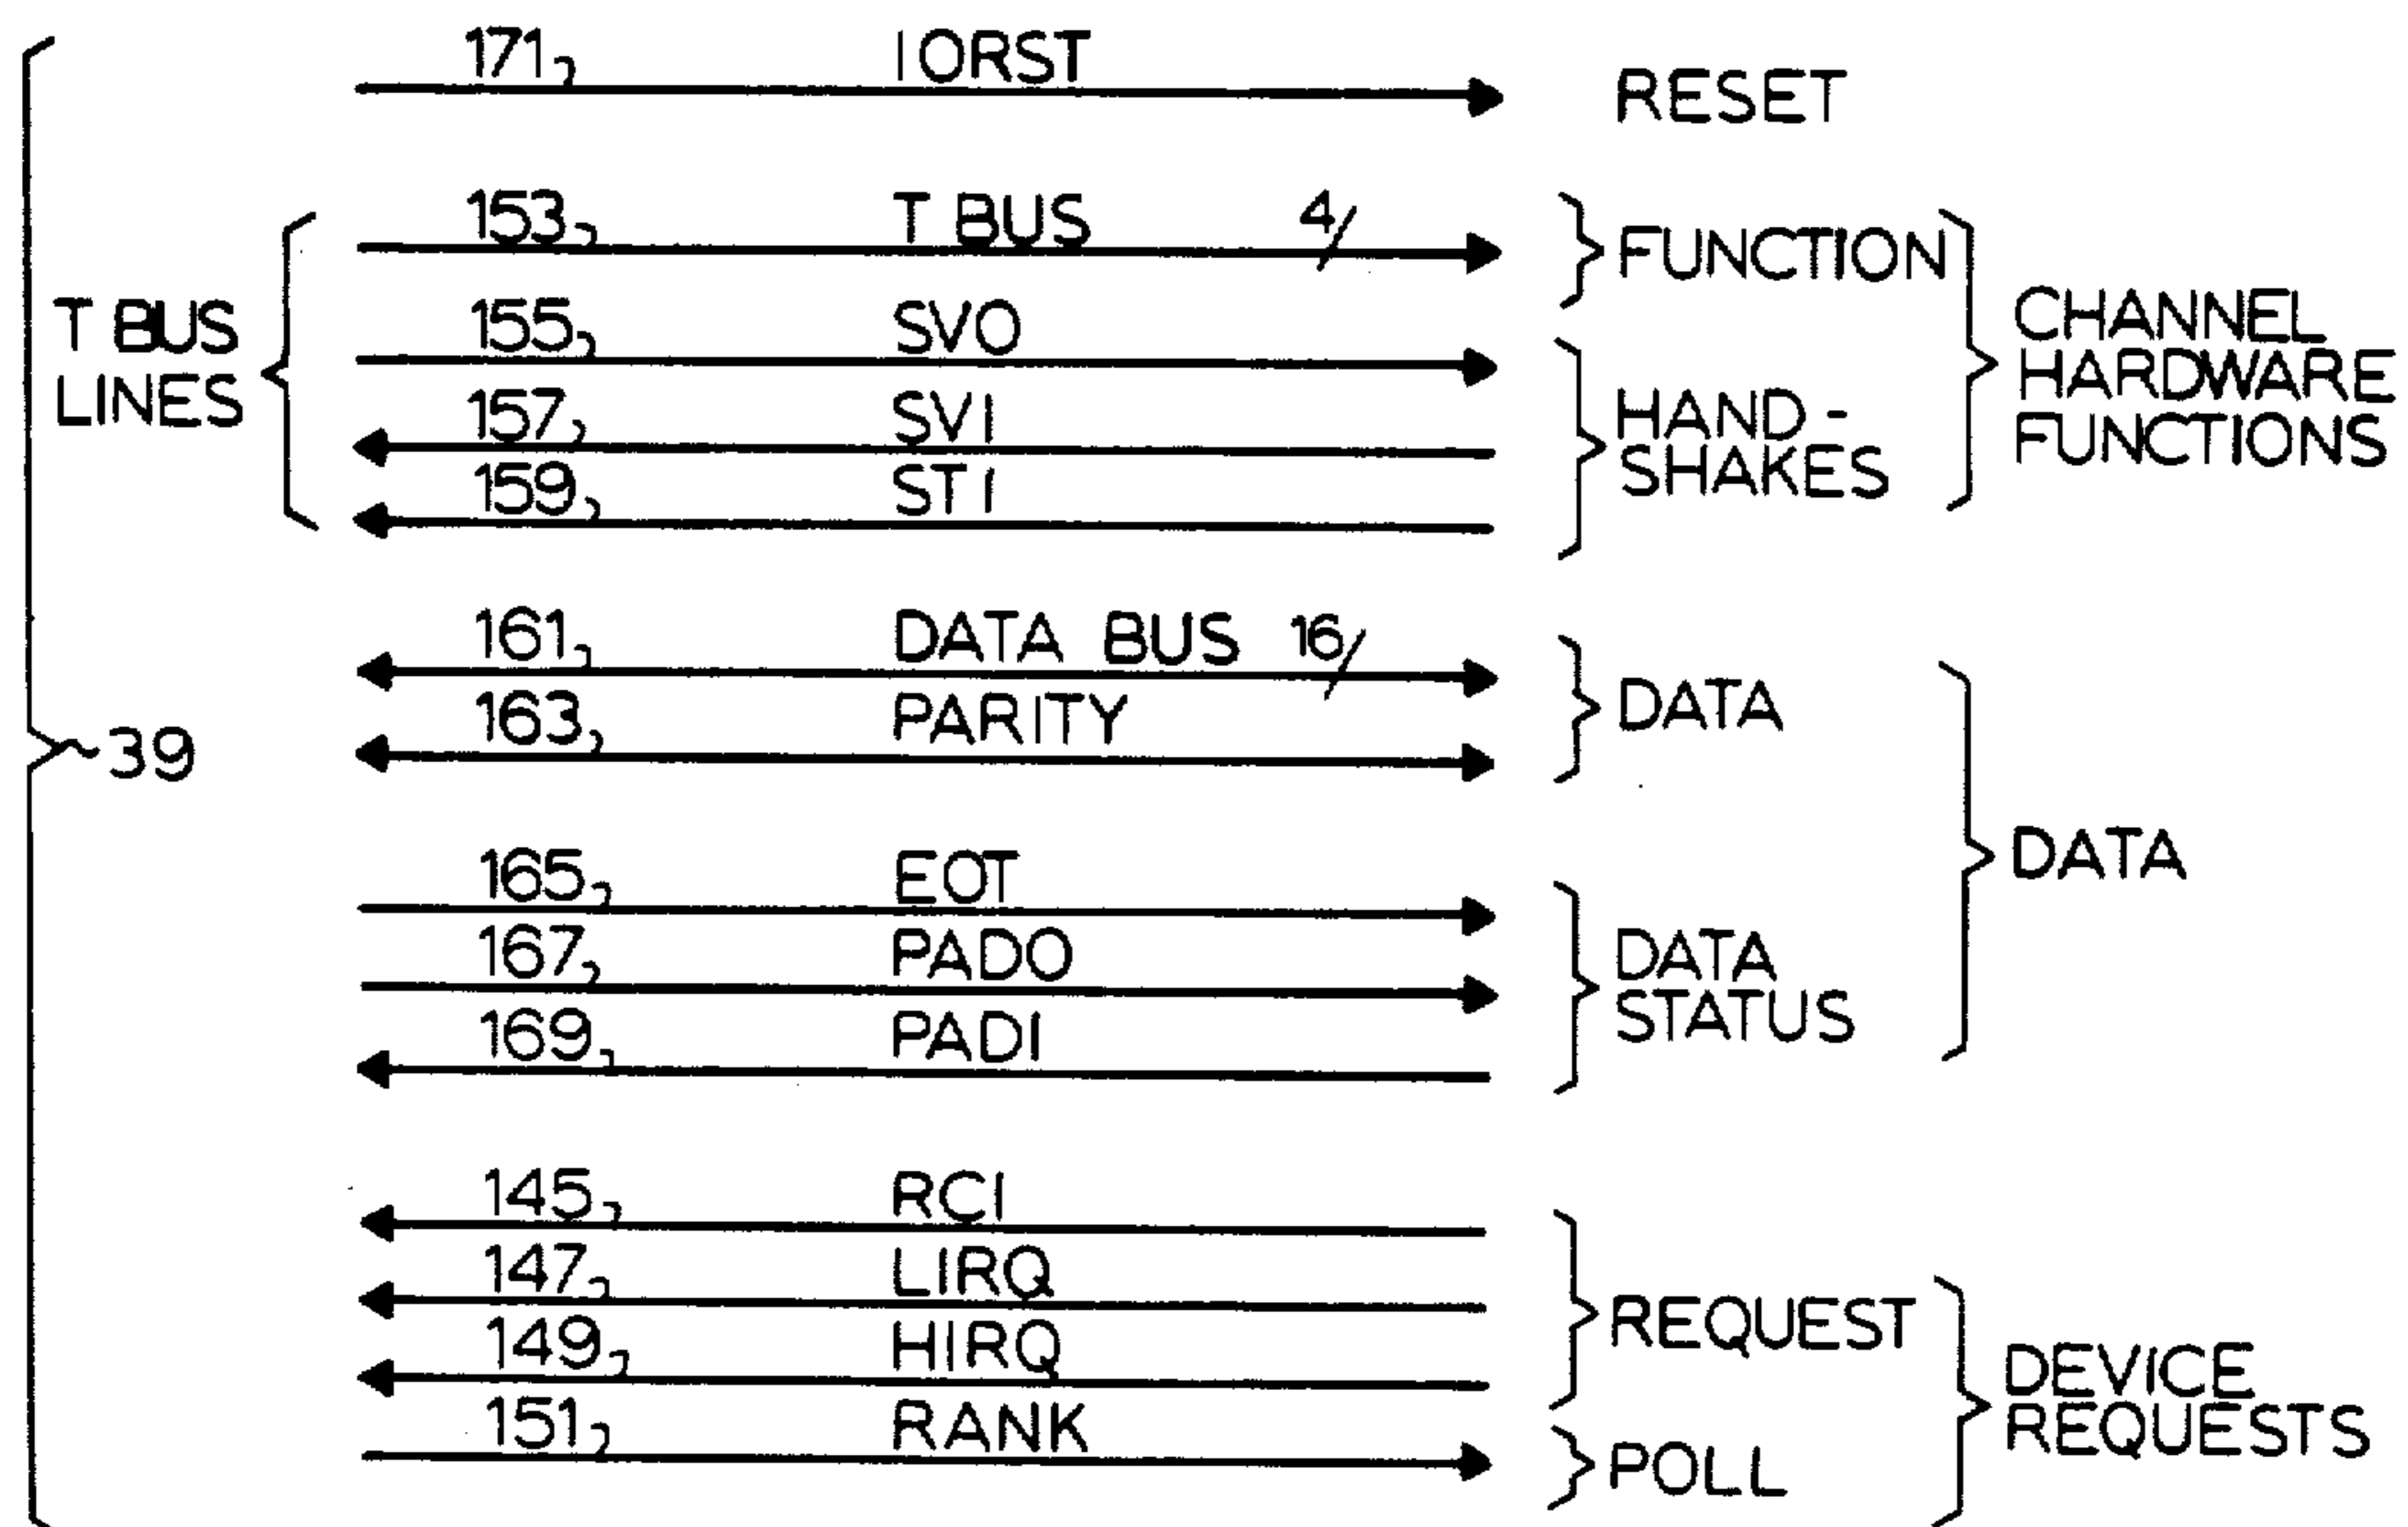 171 IORST
RESET
153 T BUS 4/
FUNCTION
T BUS
LINES
155 SVO
157 SVI
159 STI
HAND-
SHAKES
CHANNEL
HARDWARE
FUNCTIONS
161 DATA BUS 16/
163 PARITY
DATA
39
165 EOT
167 PADO
169 PADI
DATA
STATUS
DATA
145 RCI
147 LIRQ
149 HIRQ
REQUEST
151 RANK
POLL
DEVICE
REQUESTS